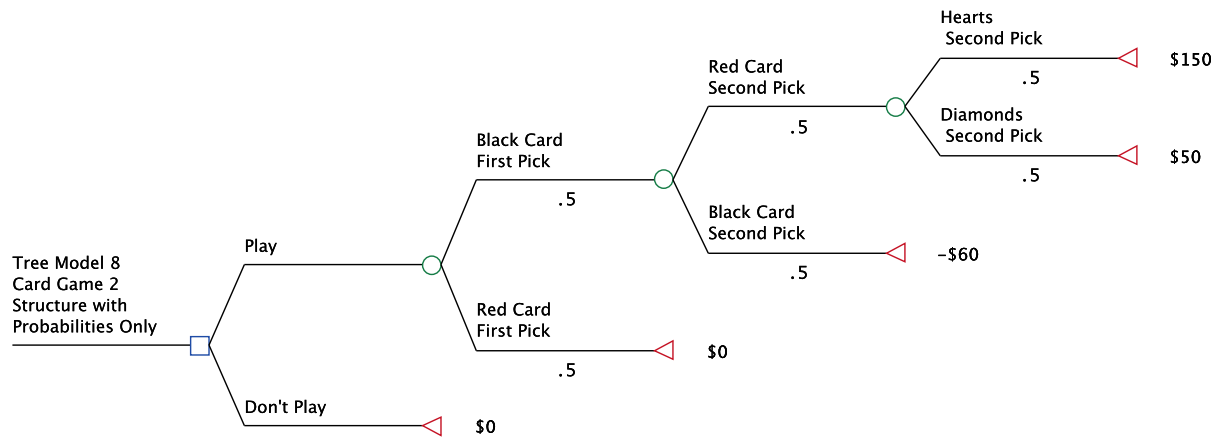 Hearts
Second Pick
$150
.5
Red Card
Second Pick
.5
Diamonds
Second Pick
$50
.5
Black Card
First Pick
.5
Black Card
Second Pick
-$60
.5
Play
Tree Model 8
Card Game 2
Structure with
Probabilities Only
Red Card
First Pick
$0
.5
Don't Play
$0